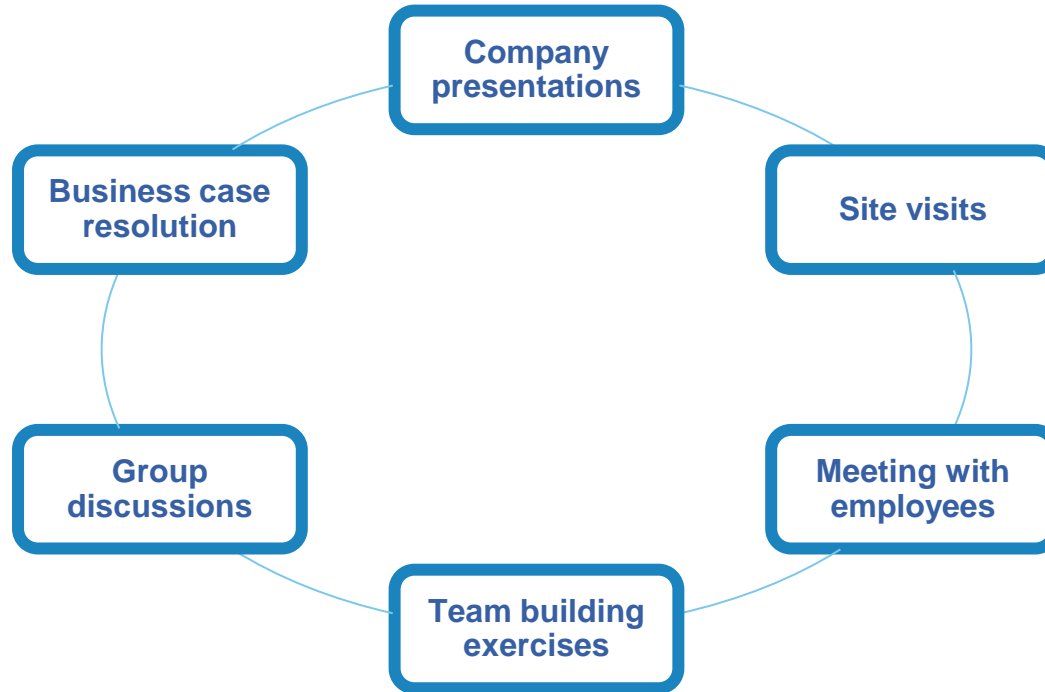 Company
presentations
Site visits
Meeting with
employees
Team building
exercises
Group
discussions
Business case
resolution